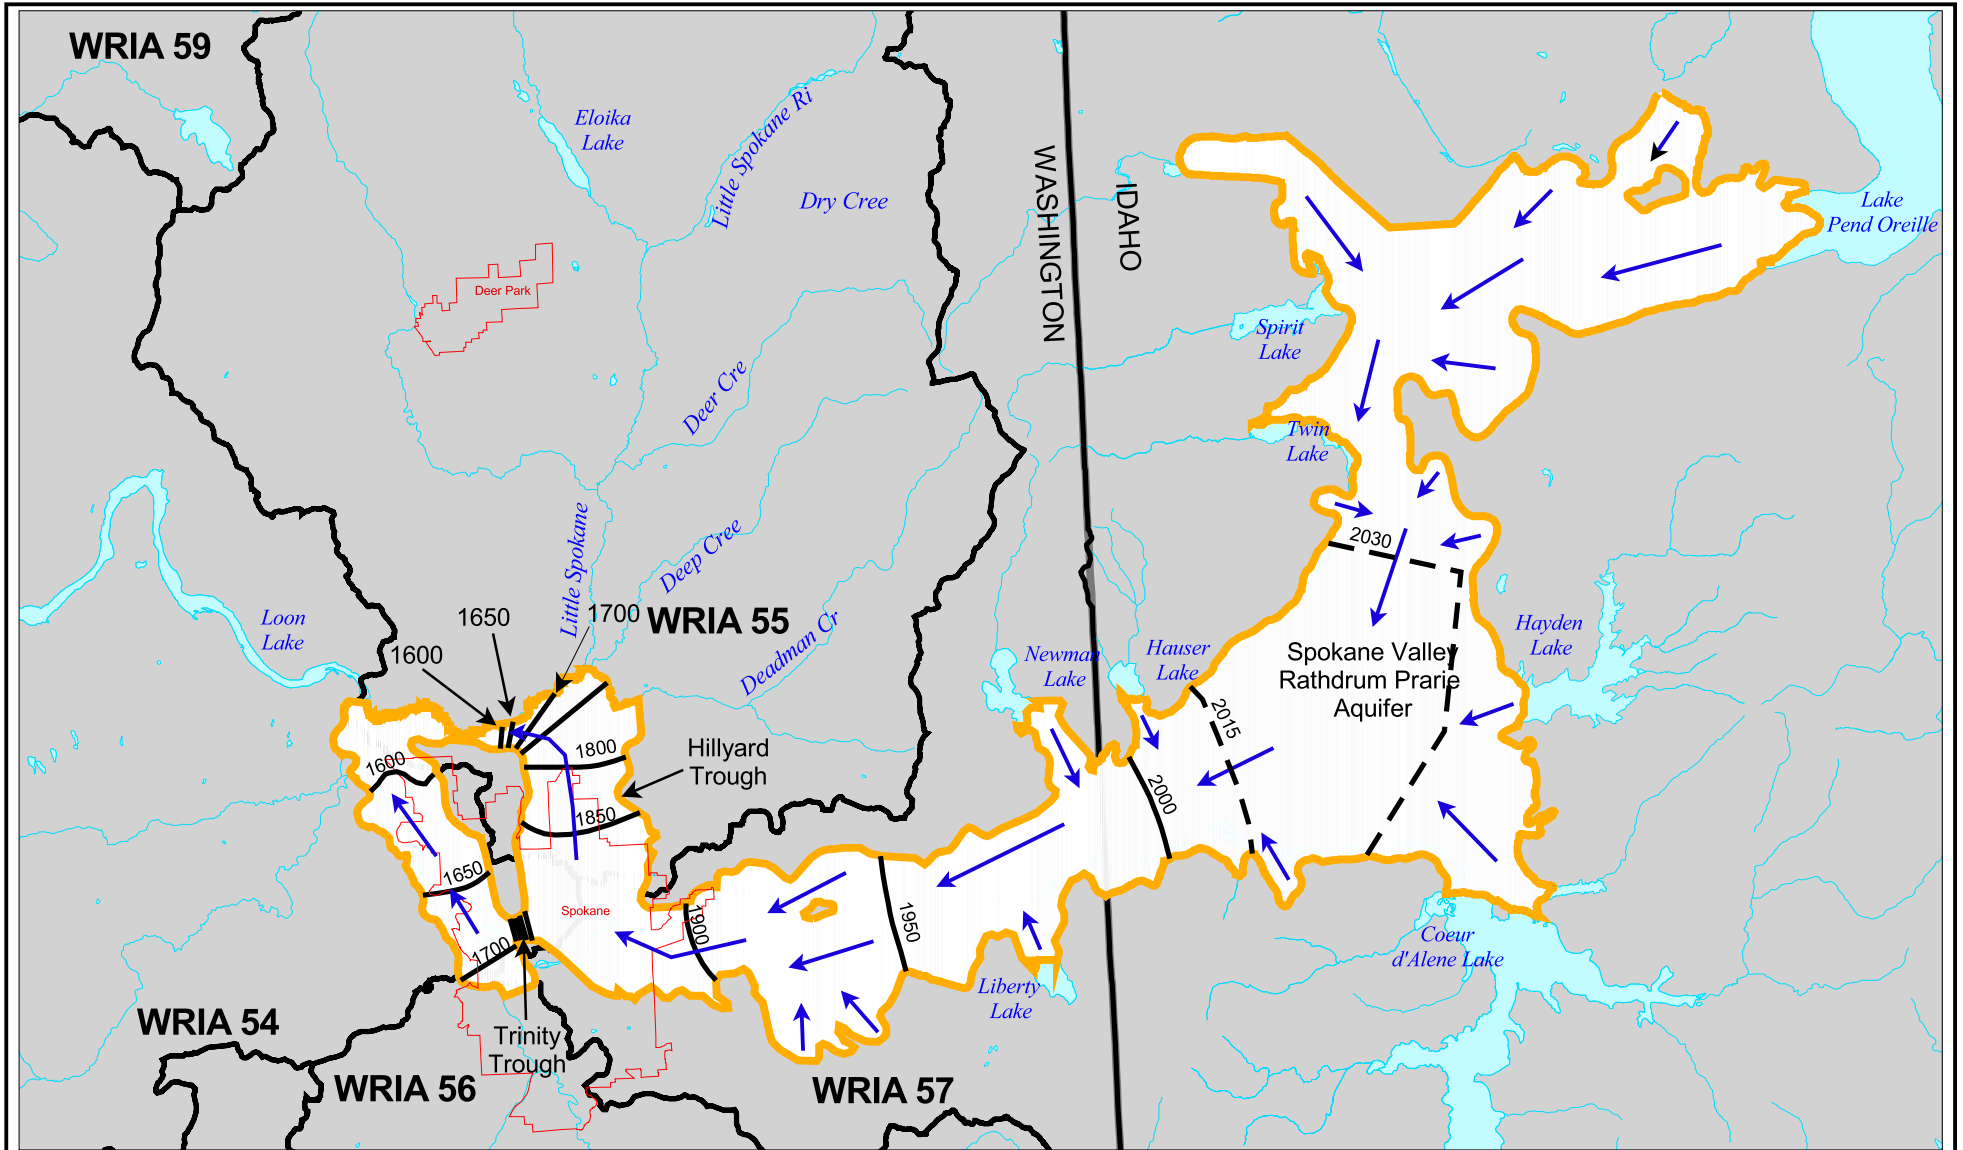 WRIA 59
Eloika
Lake
Little Spokane Ri
Dry Cree
WASHINGTON
IDAHO
Lake
Pend Oreille
Deer Park
Spirit
Lake
Deer Cre
Twin
Lake
2030
Little Spokane
Deep Cree
Loon
Lake
1650
1700
WRIA 55
1600
Deadman Cr
Newman
Lake
Hauser
Lake
Hayden
Lake
Spokane Valley
Rathdrum Prarie
Aquifer
2015
2000
1800
Hillyard
Trough
1600
1850
1650
Spokane
1900
1950
1700
Coeur
d'Alene Lake
Liberty
Lake
WRIA 54
Trinity
Trough
WRIA 56
WRIA 57